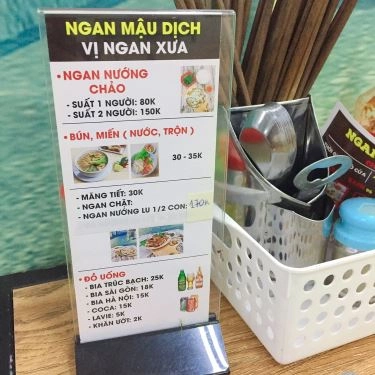 NGAN MẬU DỊCH
VỊ NGAN XƯA
• NGAN NƯỚNG
CHẢO
- SUẤT 1 NGƯỜI: 80K
- SUẤT 2 NGƯỜI: 150K
• BÚN, MIẾN ( NƯỚC, TRỘN )
30 - 35K
- MĂNG TIẾT: 30K
- NGAN CHẶT:
- NGAN NƯỚNG LU 1/2 CON: 170K
• ĐỒ UỐNG
- BIA TRÚC BẠCH: 25K
- BIA SÀI GÒN: 18K
- BIA HÀ NỘI: 15K
- COCA: 15K
- LAVIE: 5K
- KHĂN ƯỚT: 2K
NGAN